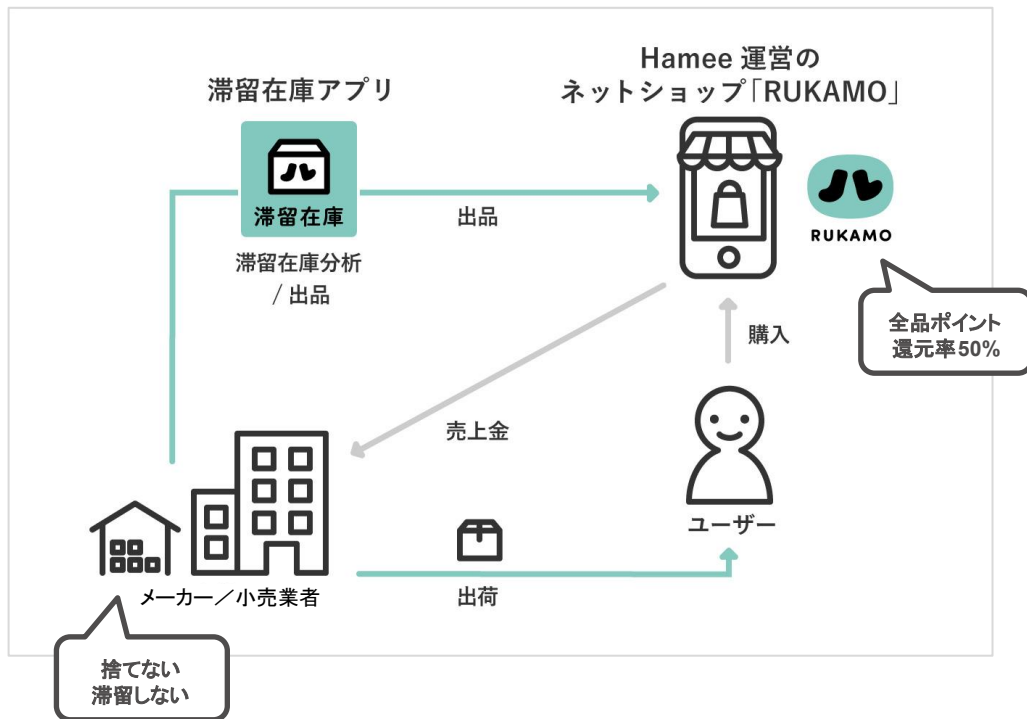 Hamee 運営の
ネットショップ「RUKAMO」
滞留在庫アプリ
滞留在庫
滞留在庫分析
/ 出品
出品
RUKAMO
全品ポイント
還元率50%
購入
売上金
ユーザー
メーカー／小売業者
出荷
捨てない
滞留しない